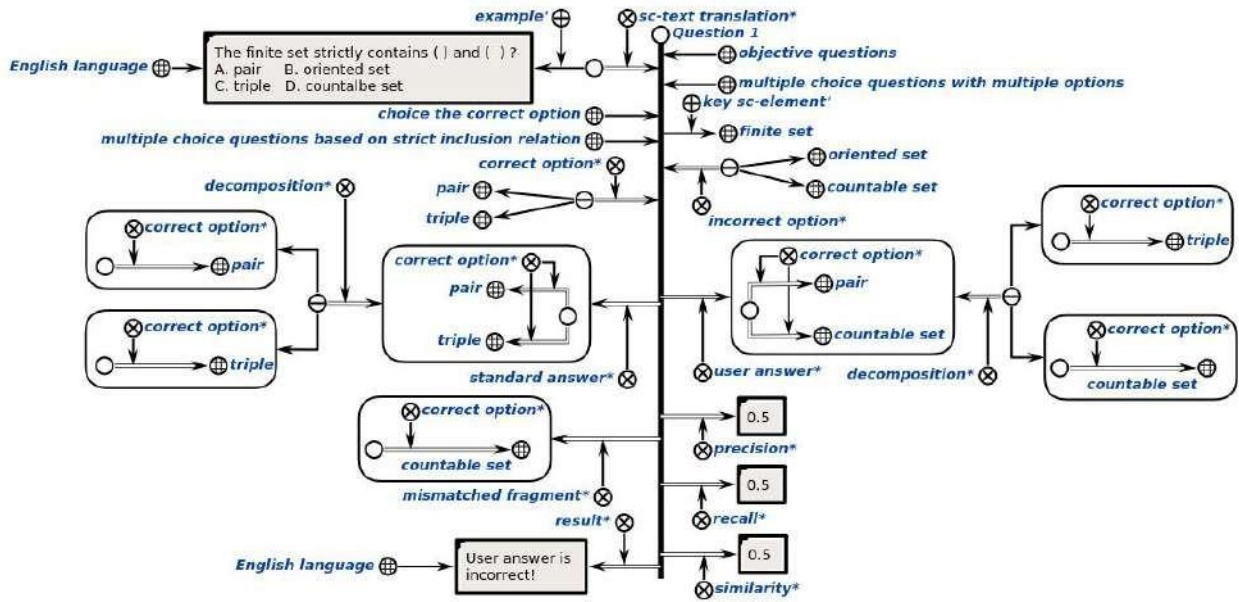 example'
sc-text translation*
Question 1
The finite set strictly contains ( ) and ( ) ?
A. pair B. oriented set
C. triple D. countalbe set
English language
objective questions
multiple choice questions with multiple options
key sc-element'
choice the correct option
finite set
multiple choice questions based on strict inclusion relation
correct option*
oriented set
decomposition*
pair
countable set
triple
incorrect option*
correct option*
pair
correct option*
pair
triple
correct option*
pair
countable set
correct option*
triple
correct option*
triple
correct option*
countable set
standard answer*
user answer*
decomposition*
correct option*
countable set
0.5
precision*
mismatched fragment*
0.5
recall*
result*
English language
User answer is
incorrect!
0.5
similarity*